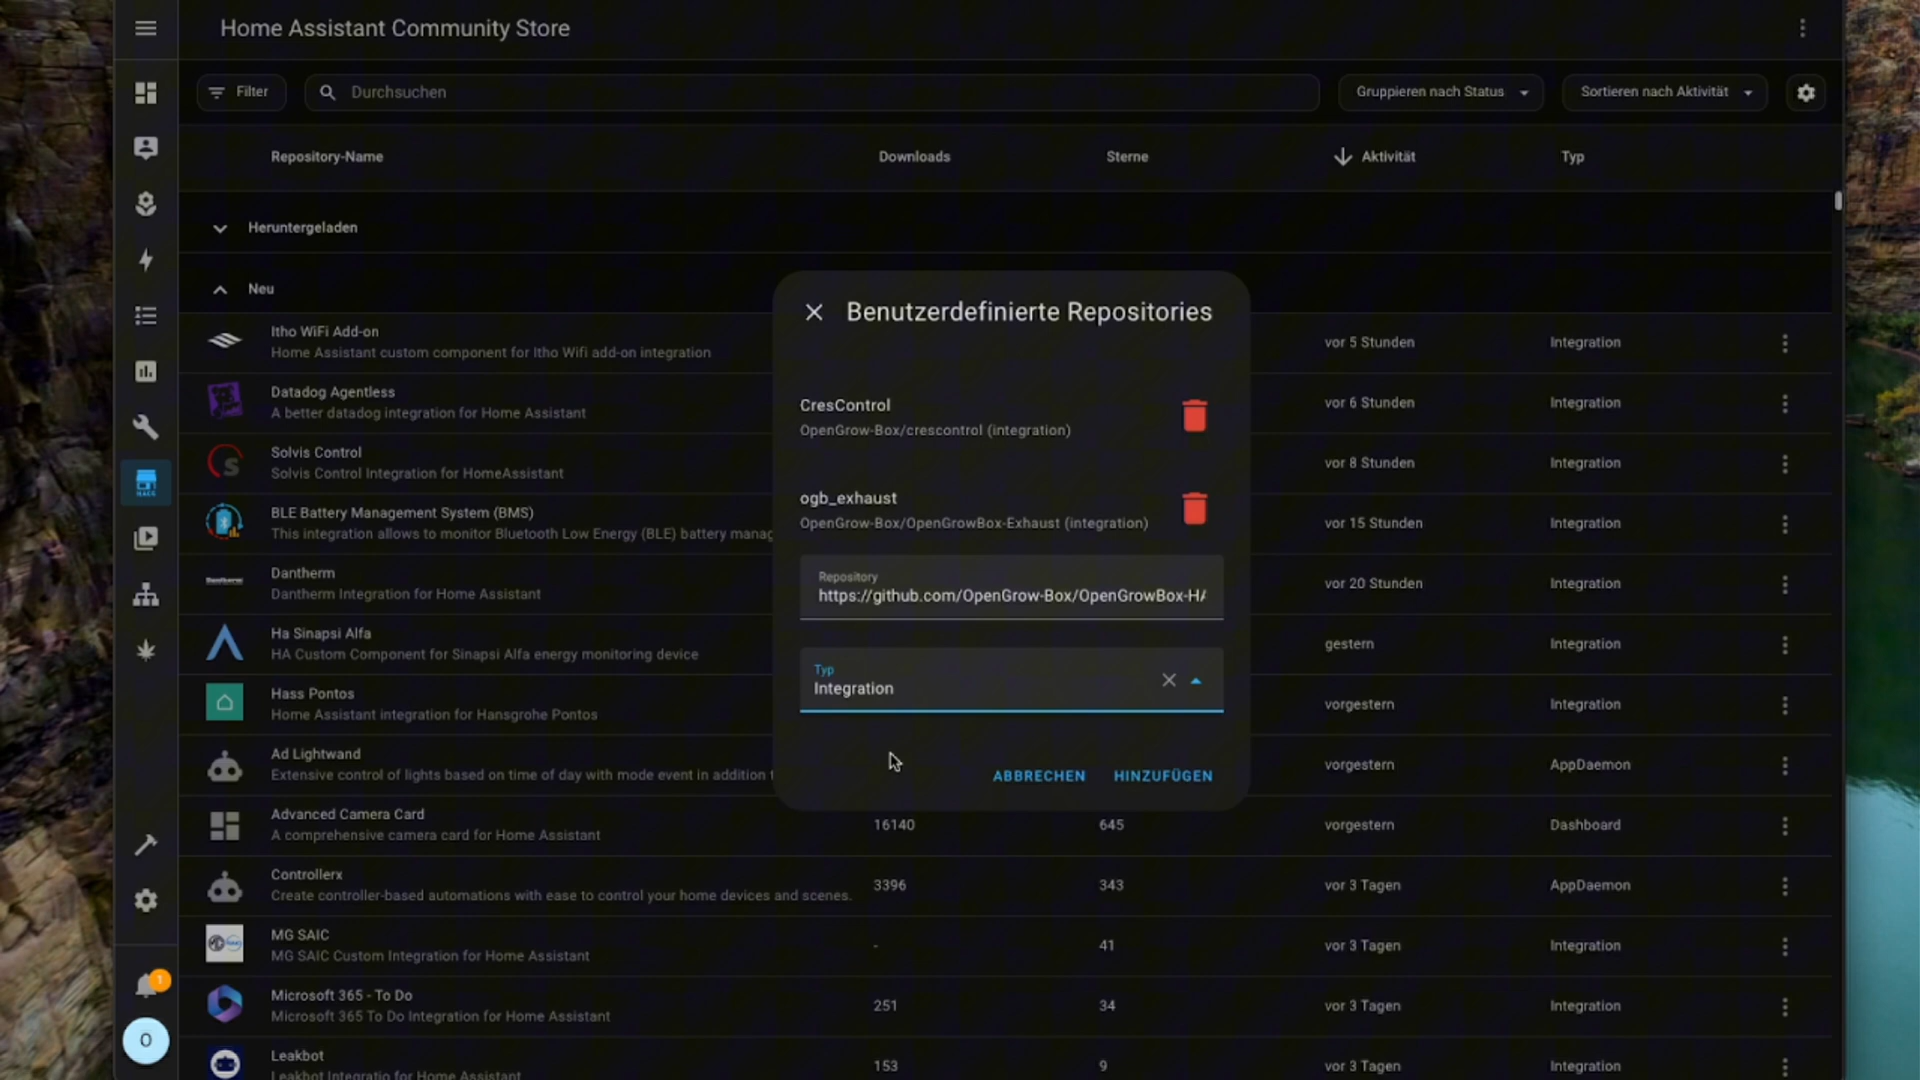 Home Assistant Community Store
Filter
Durchsuchen
Gruppieren nach Status
Sortieren nach Aktivität
Repository-Name
Downloads
Sterne
Aktivität
Typ
Heruntergeladen
Neu
Itho WiFi Add-on
Home Assistant custom component for Itho Wifi add-on integration
vor 5 Stunden
Integration
Datadog Agentless
A better datadog integration for Home Assistant
vor 6 Stunden
Integration
Solvis Control
Solvis Control Integration for HomeAssistant
vor 8 Stunden
Integration
BLE Battery Management System (BMS)
This integration allows to monitor Bluetooth Low Energy (BLE) battery manag
vor 15 Stunden
Integration
Dantherm
Dantherm Integration for Home Assistant
vor 20 Stunden
Integration
Ha Sinapsi Alfa
HA Custom Component for Sinapsi Alfa energy monitoring device
gestern
Integration
Hass Pontos
Home Assistant integration for Hansgrohe Pontos
vorgestern
Integration
Ad Lightwand
Extensive control of lights based on time of day with mode event in addition
vorgestern
AppDaemon
Advanced Camera Card
A comprehensive camera card for Home Assistant
16140
645
vorgestern
Dashboard
Controllerx
Create controller-based automations with ease to control your home devices and scenes.
3396
343
vor 3 Tagen
AppDaemon
MG SAIC
MG SAIC Custom Integration for Home Assistant
-
41
vor 3 Tagen
Integration
Microsoft 365 - To Do
Microsoft 365 To Do Integration for Home Assistant
251
34
vor 3 Tagen
Integration
Leakbot
Leakbot Integratio for Home Assistant
153
9
vor 3 Tagen
Integration
Benutzerdefinierte Repositories
CresControl
OpenGrow-Box/crescontrol (integration)
ogb_exhaust
OpenGrow-Box/OpenGrowBox-Exhaust (integration)
Repository
https://github.com/OpenGrow-Box/OpenGrowBox-HA
Typ
Integration
ABBRECHEN
HINZUFÜGEN
HACS
1
O